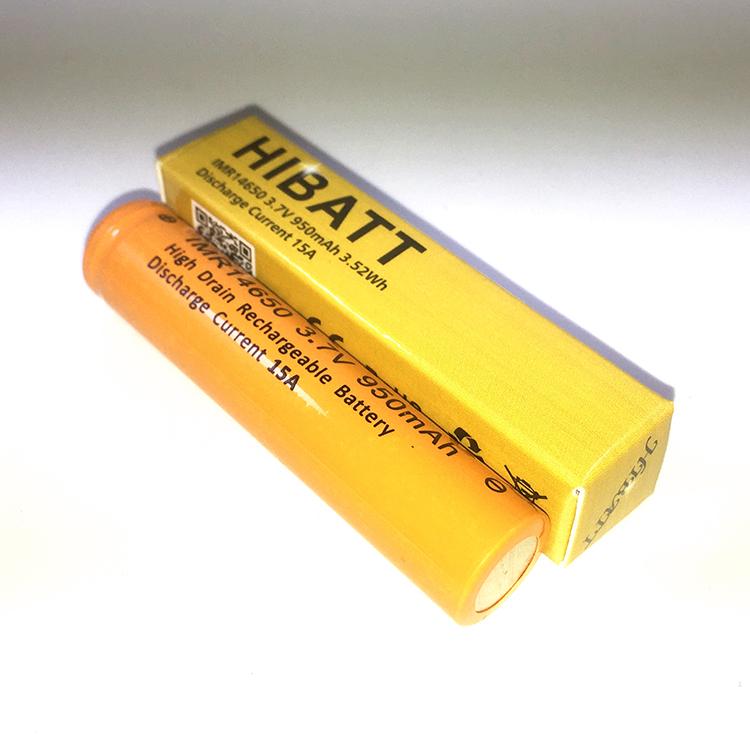 HIBATT
IMR14650 3.7V 950mAh 3.52Wh
Discharge Current 15A
IMR14650 3.7V 950mAh
High Drain Rechargeable Battery
Discharge Current 15A
HIBATT